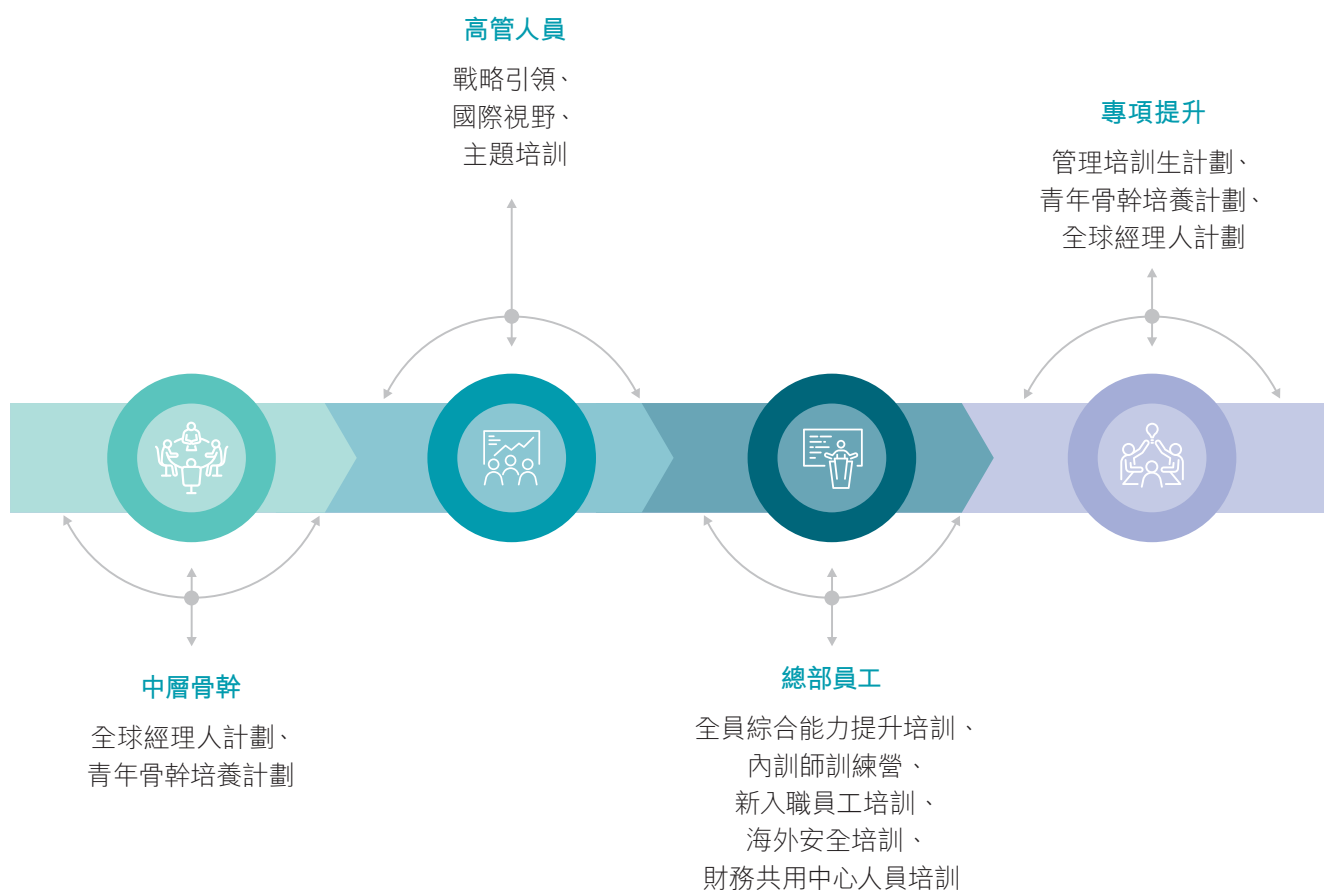 高管人員
戰略引領、
國際視野、
主題培訓
專項提升
管理培訓生計劃、
青年骨幹培養計劃、
全球經理人計劃
中層骨幹
全球經理人計劃、
青年骨幹培養計劃
總部員工
全員綜合能力提升培訓、
內訓師訓練營、
新入職員工培訓、
海外安全培訓、
財務共用中心人員培訓